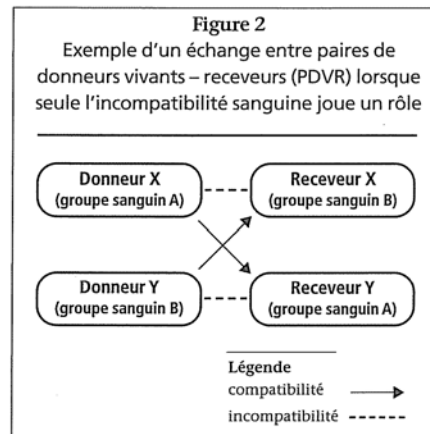 Figure 2
Exemple d'un échange entre paires de
donneurs vivants – receveurs (PDVR) lorsque
seule l'incompatibilité sanguine joue un rôle
Donneur X
(groupe sanguin A)
Receveur X
(groupe sanguin B)
Donneur Y
(groupe sanguin B)
Receveur Y
(groupe sanguin A)
Légende
compatibilité
incompatibilité